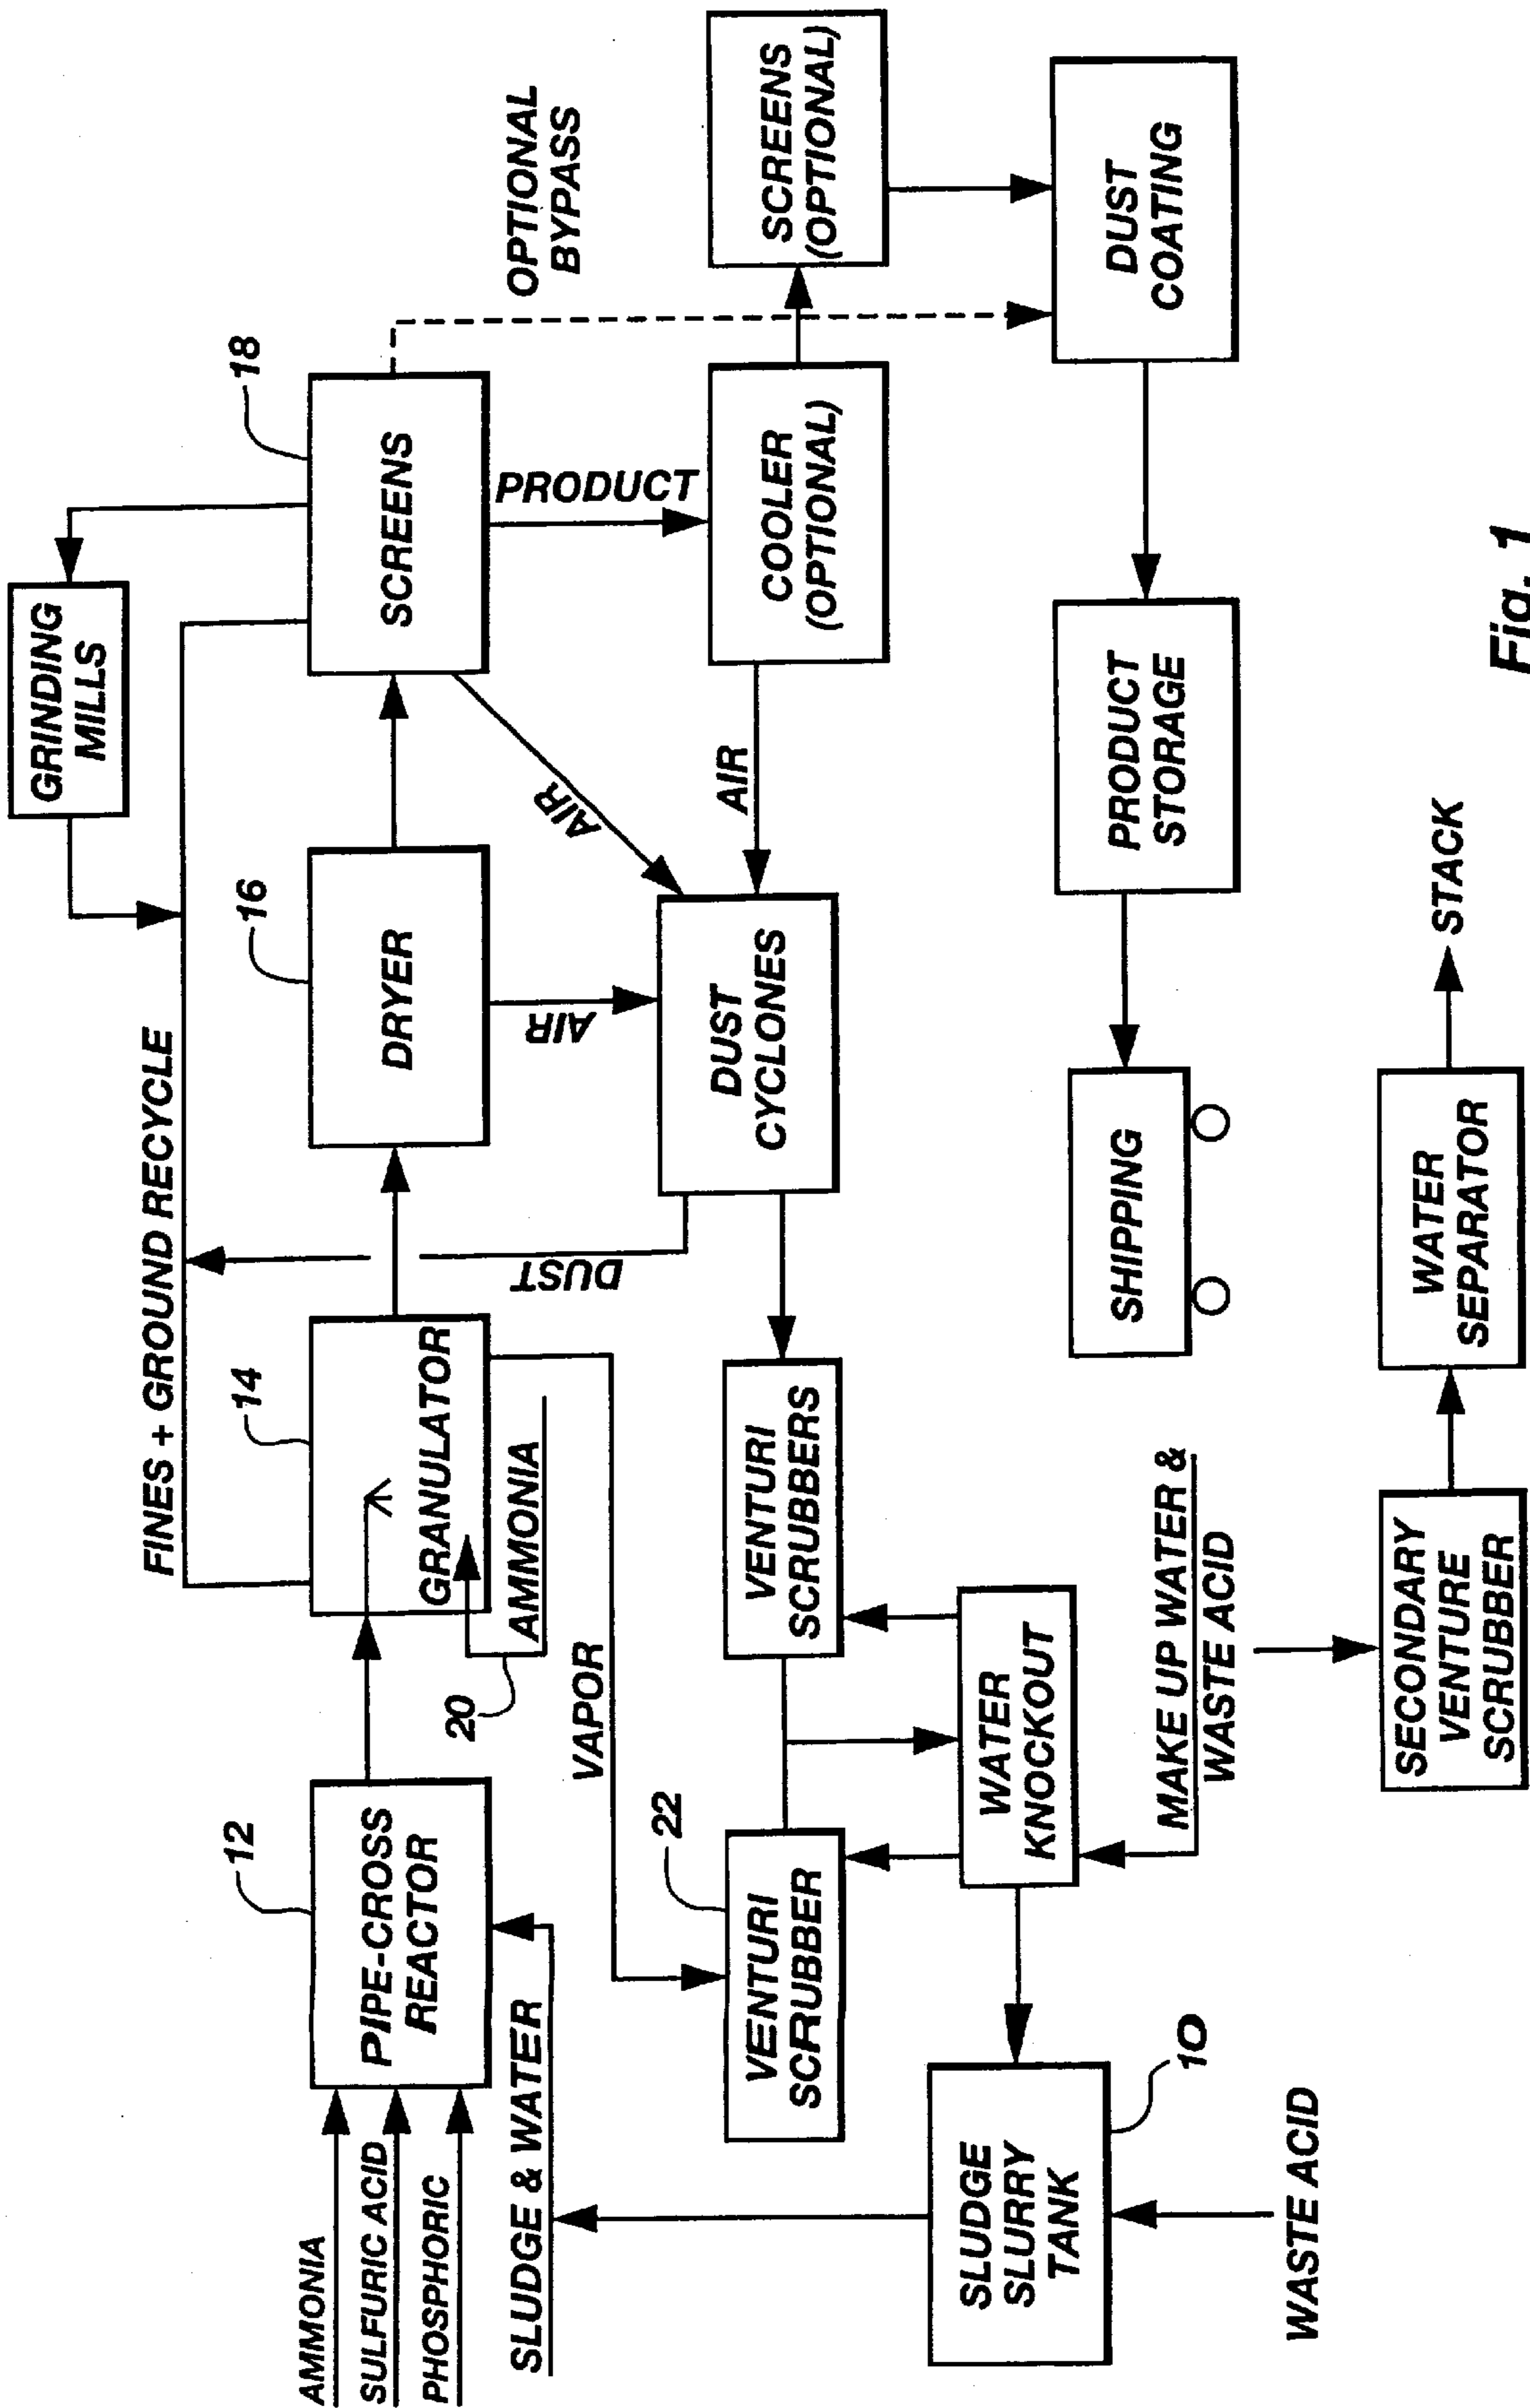 GRINDING
MILLS
FINES + GROUND RECYCLE
18
16
14
12
SCREENS
DRYER
GRANULATOR
PIPE-CROSS
REACTOR
AMMONIA
SULFURIC ACID
PHOSPHORIC
OPTIONAL
BYPASS
PRODUCT
AIR
AIR
DUST
AMMONIA
20
SLUDGE & WATER
VAPOR
AIR
SCREENS
(OPTIONAL)
COOLER
(OPTIONAL)
DUST
CYCLONES
VENTURI
SCRUBBERS
22
VENTURI
SCRUBBER
WATER
KNOCKOUT
SLUDGE
SLURRY
TANK
10
DUST
COATING
PRODUCT
STORAGE
SHIPPING
MAKE UP WATER &
WASTE ACID
WASTE ACID
STACK
WATER
SEPARATOR
SECONDARY
VENTURE
SCRUBBER
Fig. 1